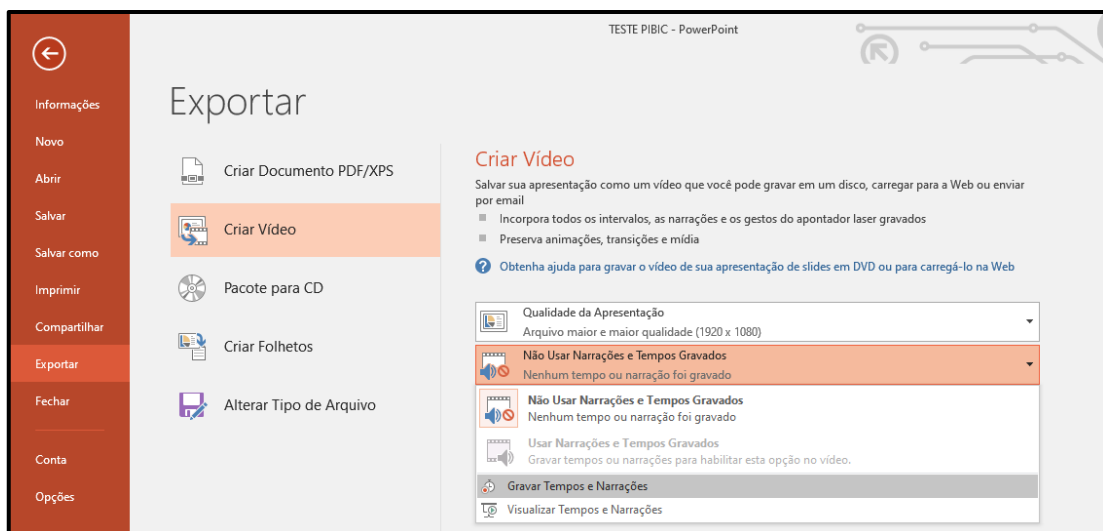 TESTE PIBIC - PowerPoint
Informações
Novo
Abrir
Salvar
Salvar como
Imprimir
Compartilhar
Exportar
Fechar
Conta
Opções
Exportar
Criar Documento PDF/XPS
Criar Vídeo
Pacote para CD
Criar Folhetos
Alterar Tipo de Arquivo
Criar Vídeo
Salvar sua apresentação como um vídeo que você pode gravar em um disco, carregar para a Web ou enviar
por email
Incorpora todos os intervalos, as narrações e os gestos do apontador laser gravados
Preserva animações, transições e mídia
Obtenha ajuda para gravar o vídeo de sua apresentação de slides em DVD ou para carregá-lo na Web
Qualidade da Apresentação
Arquivo maior e maior qualidade (1920 x 1080)
Não Usar Narrações e Tempos Gravados
Nenhum tempo ou narração foi gravado
Não Usar Narrações e Tempos Gravados
Nenhum tempo ou narração foi gravado
Usar Narrações e Tempos Gravados
Gravar tempos ou narrações para habilitar esta opção no vídeo.
Gravar Tempos e Narrações
Visualizar Tempos e Narrações